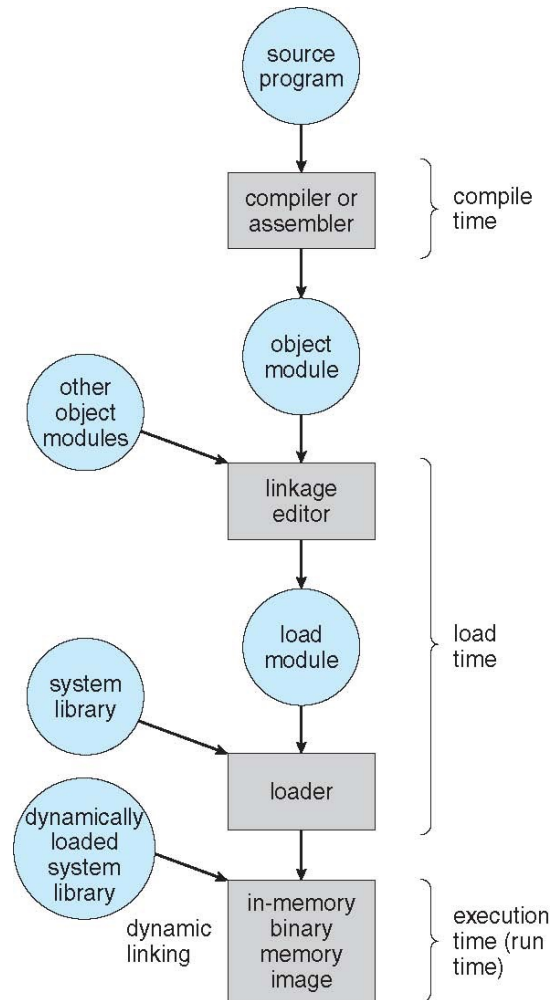 source
program
compiler or
assembler
compile
time
object
module
other
object
modules
linkage
editor
load
module
load
time
system
library
loader
dynamically
loaded
system
library
dynamic
linking
in-memory
binary
memory
image
execution
time (run
time)